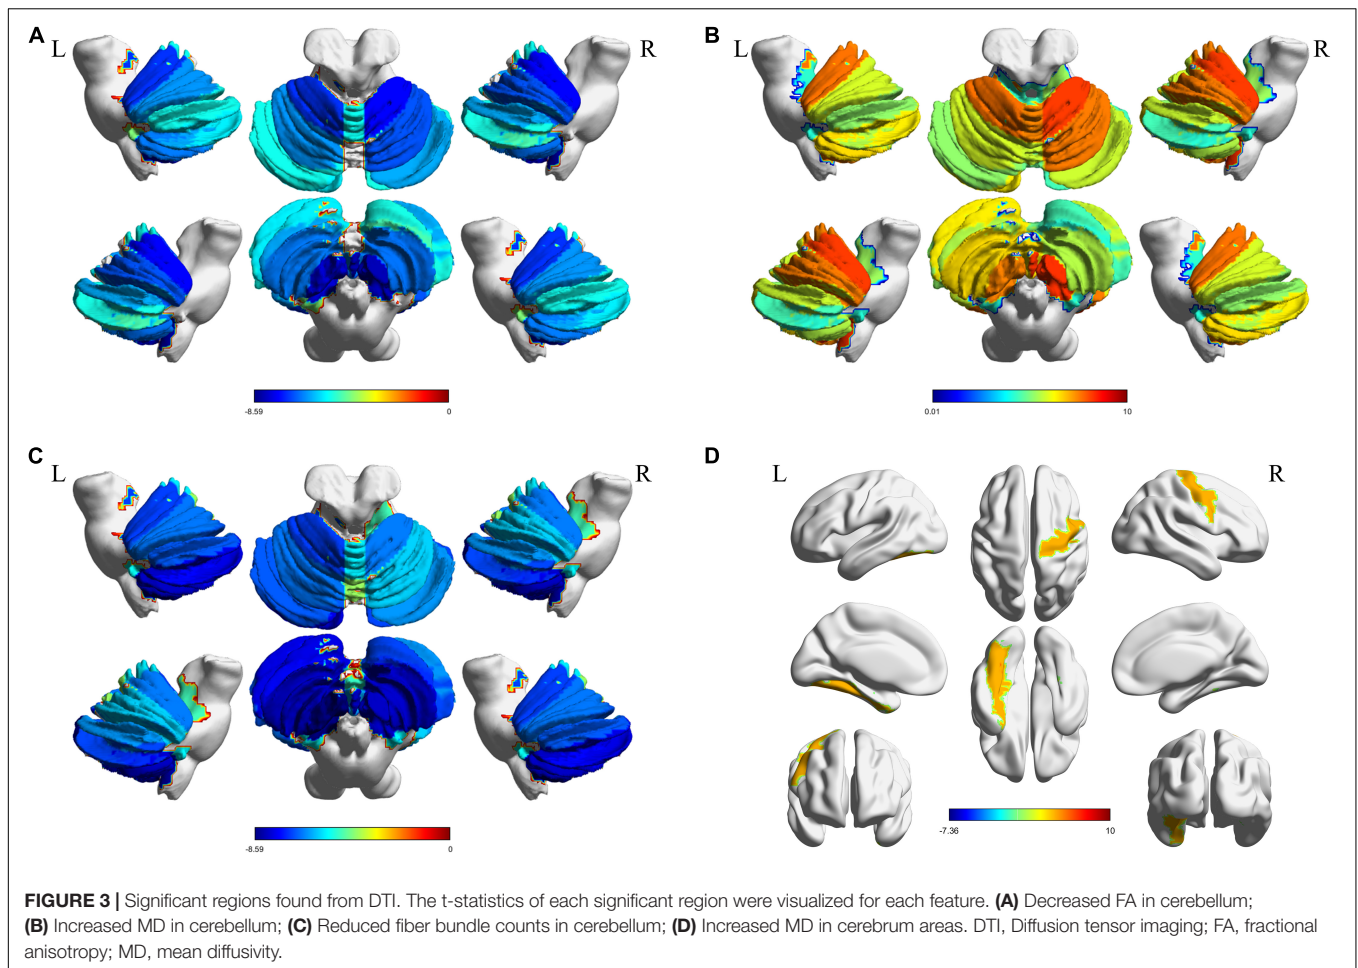 A
L
R
B
L
R
-8.59
0
0.01
10
C
L
R
D
L
R
-8.59
0
-7.36
10
FIGURE 3 | Significant regions found from DTI. The t-statistics of each significant region were visualized for each feature. (A) Decreased FA in cerebellum;
(B) Increased MD in cerebellum; (C) Reduced fiber bundle counts in cerebellum; (D) Increased MD in cerebrum areas. DTI, Diffusion tensor imaging; FA, fractional
anisotropy; MD, mean diffusivity.